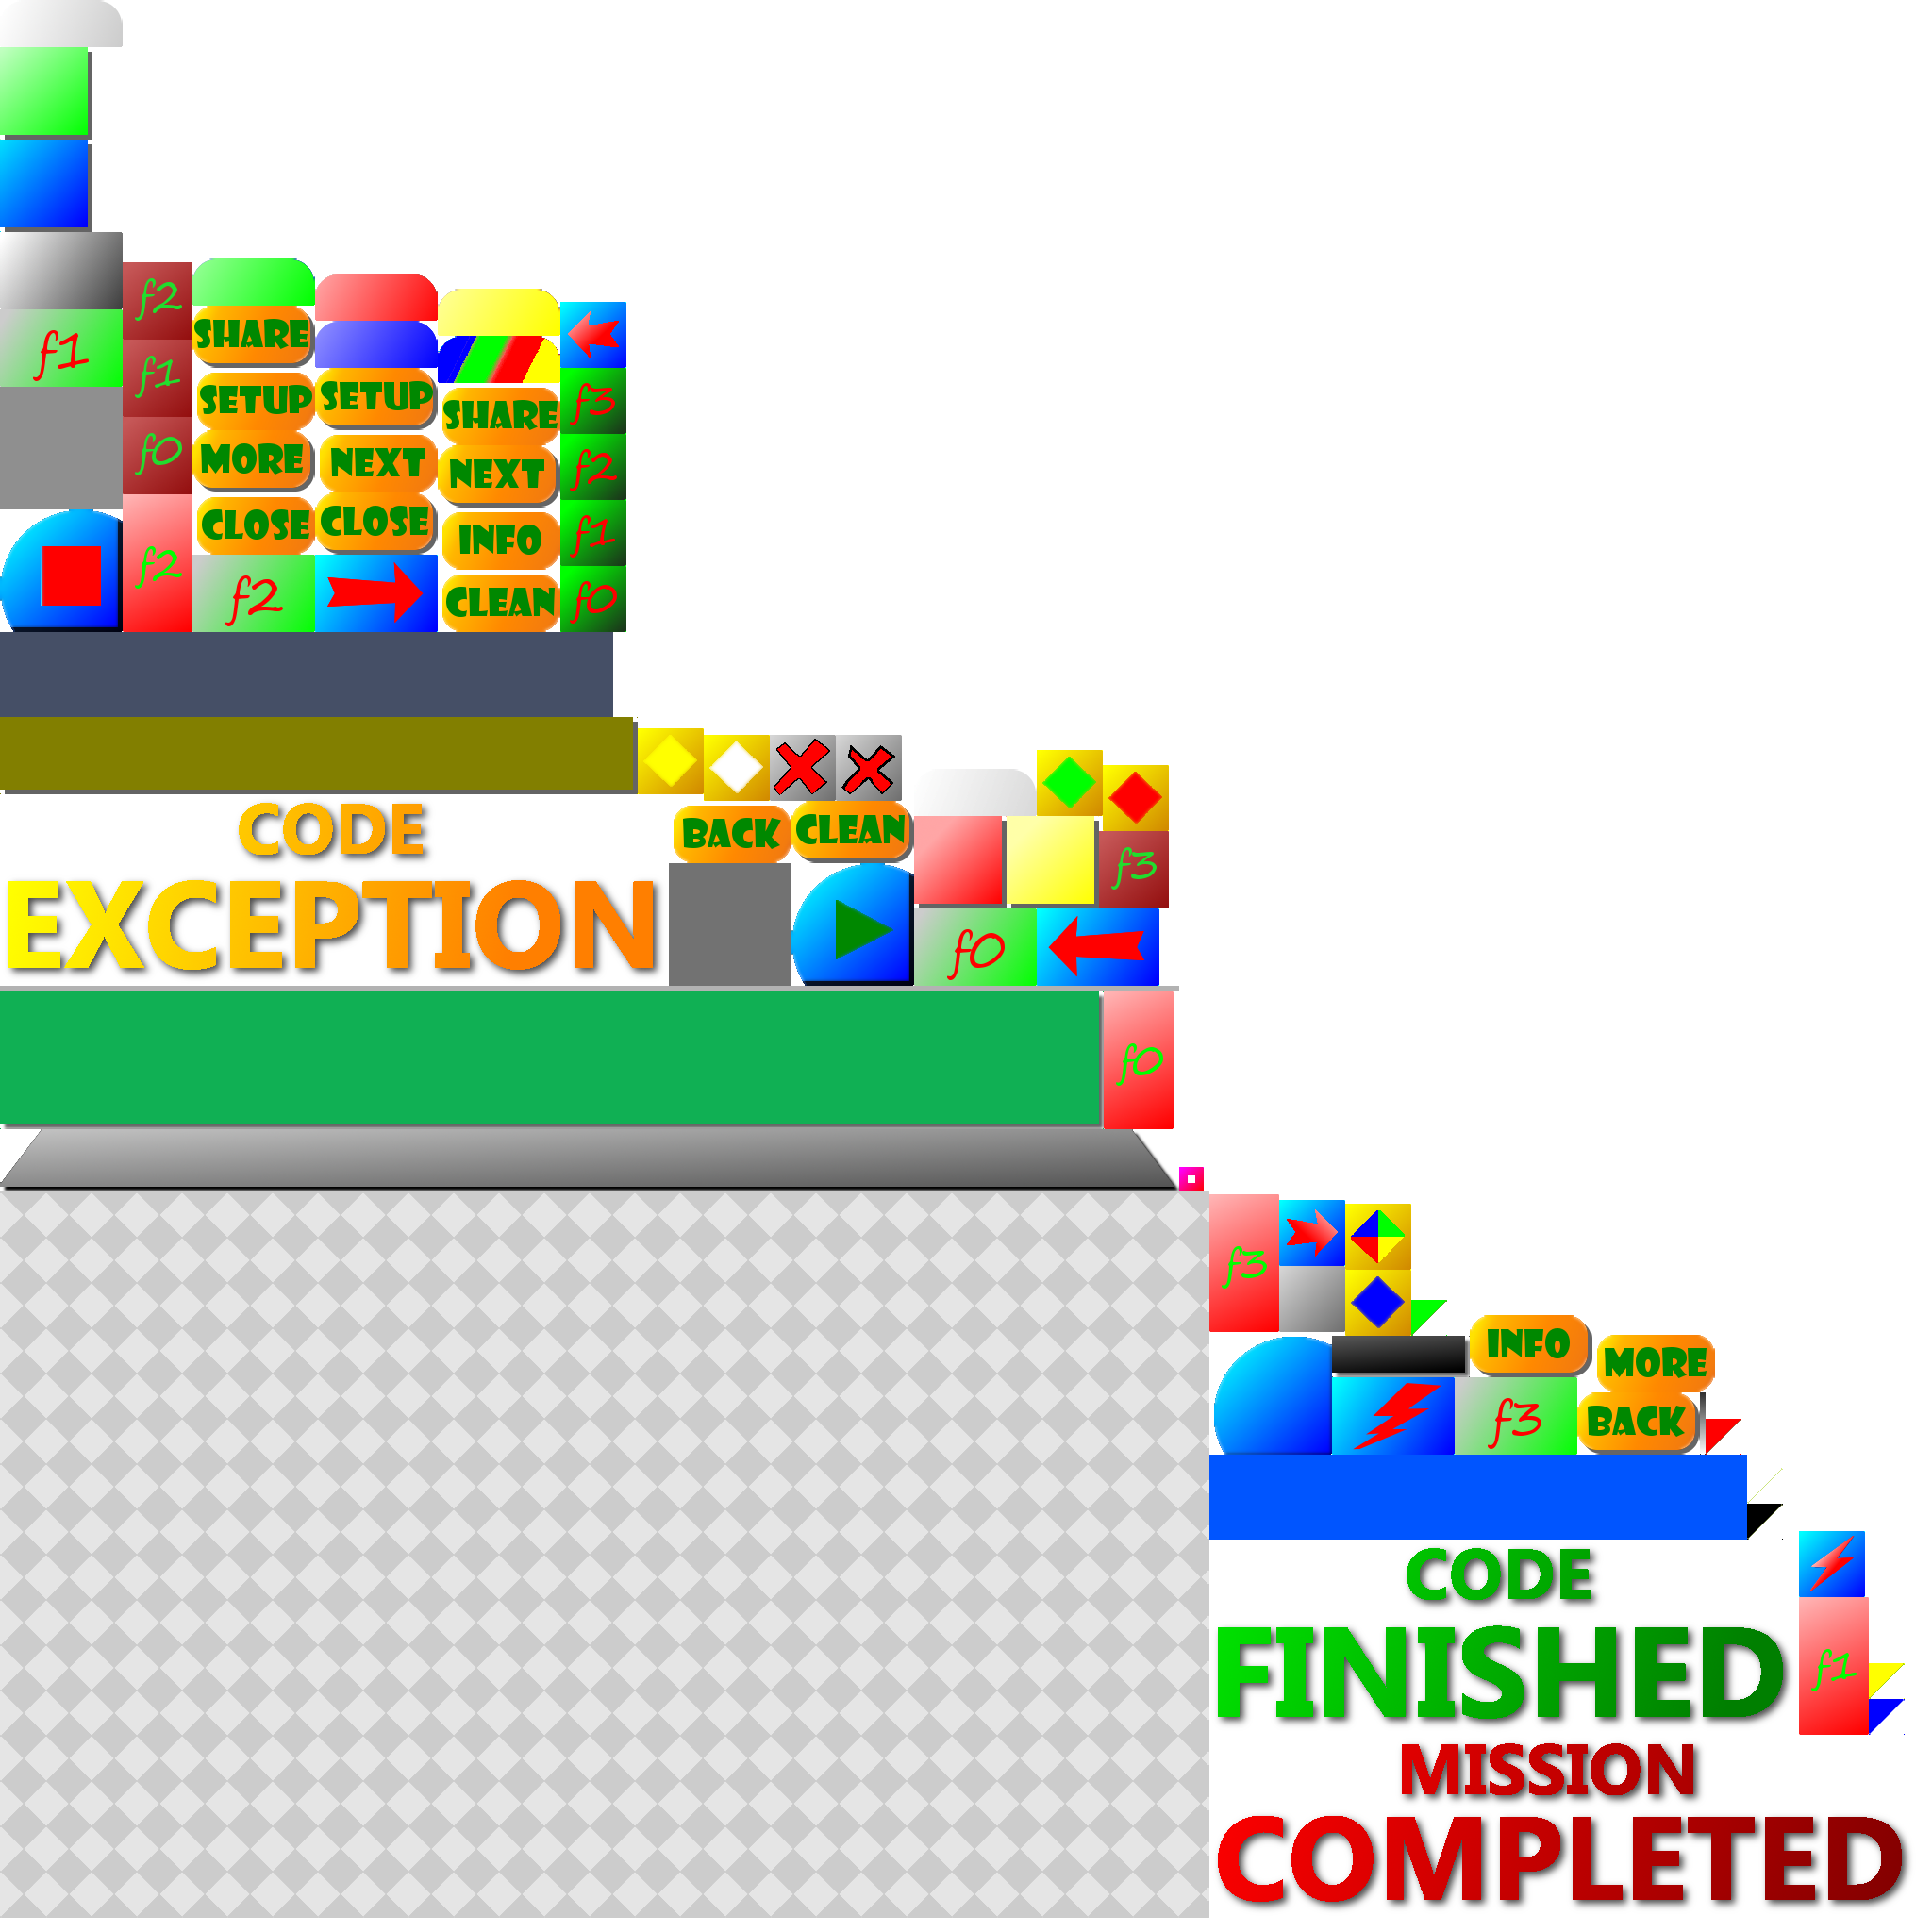 f2
SHARE
f1
f1
SETUP
SETUP
f3
SHARE
f0
MORE
NEXT
NEXT
f2
CLOSE
CLOSE
INFO
f1
f2
f2
CLEAN
f0
CODE
EXCEPTION
BACK
CLEAN
f3
f0
f0
f3
INFO
MORE
f3
BACK
CODE
FINISHED
f1
MISSION
COMPLETED